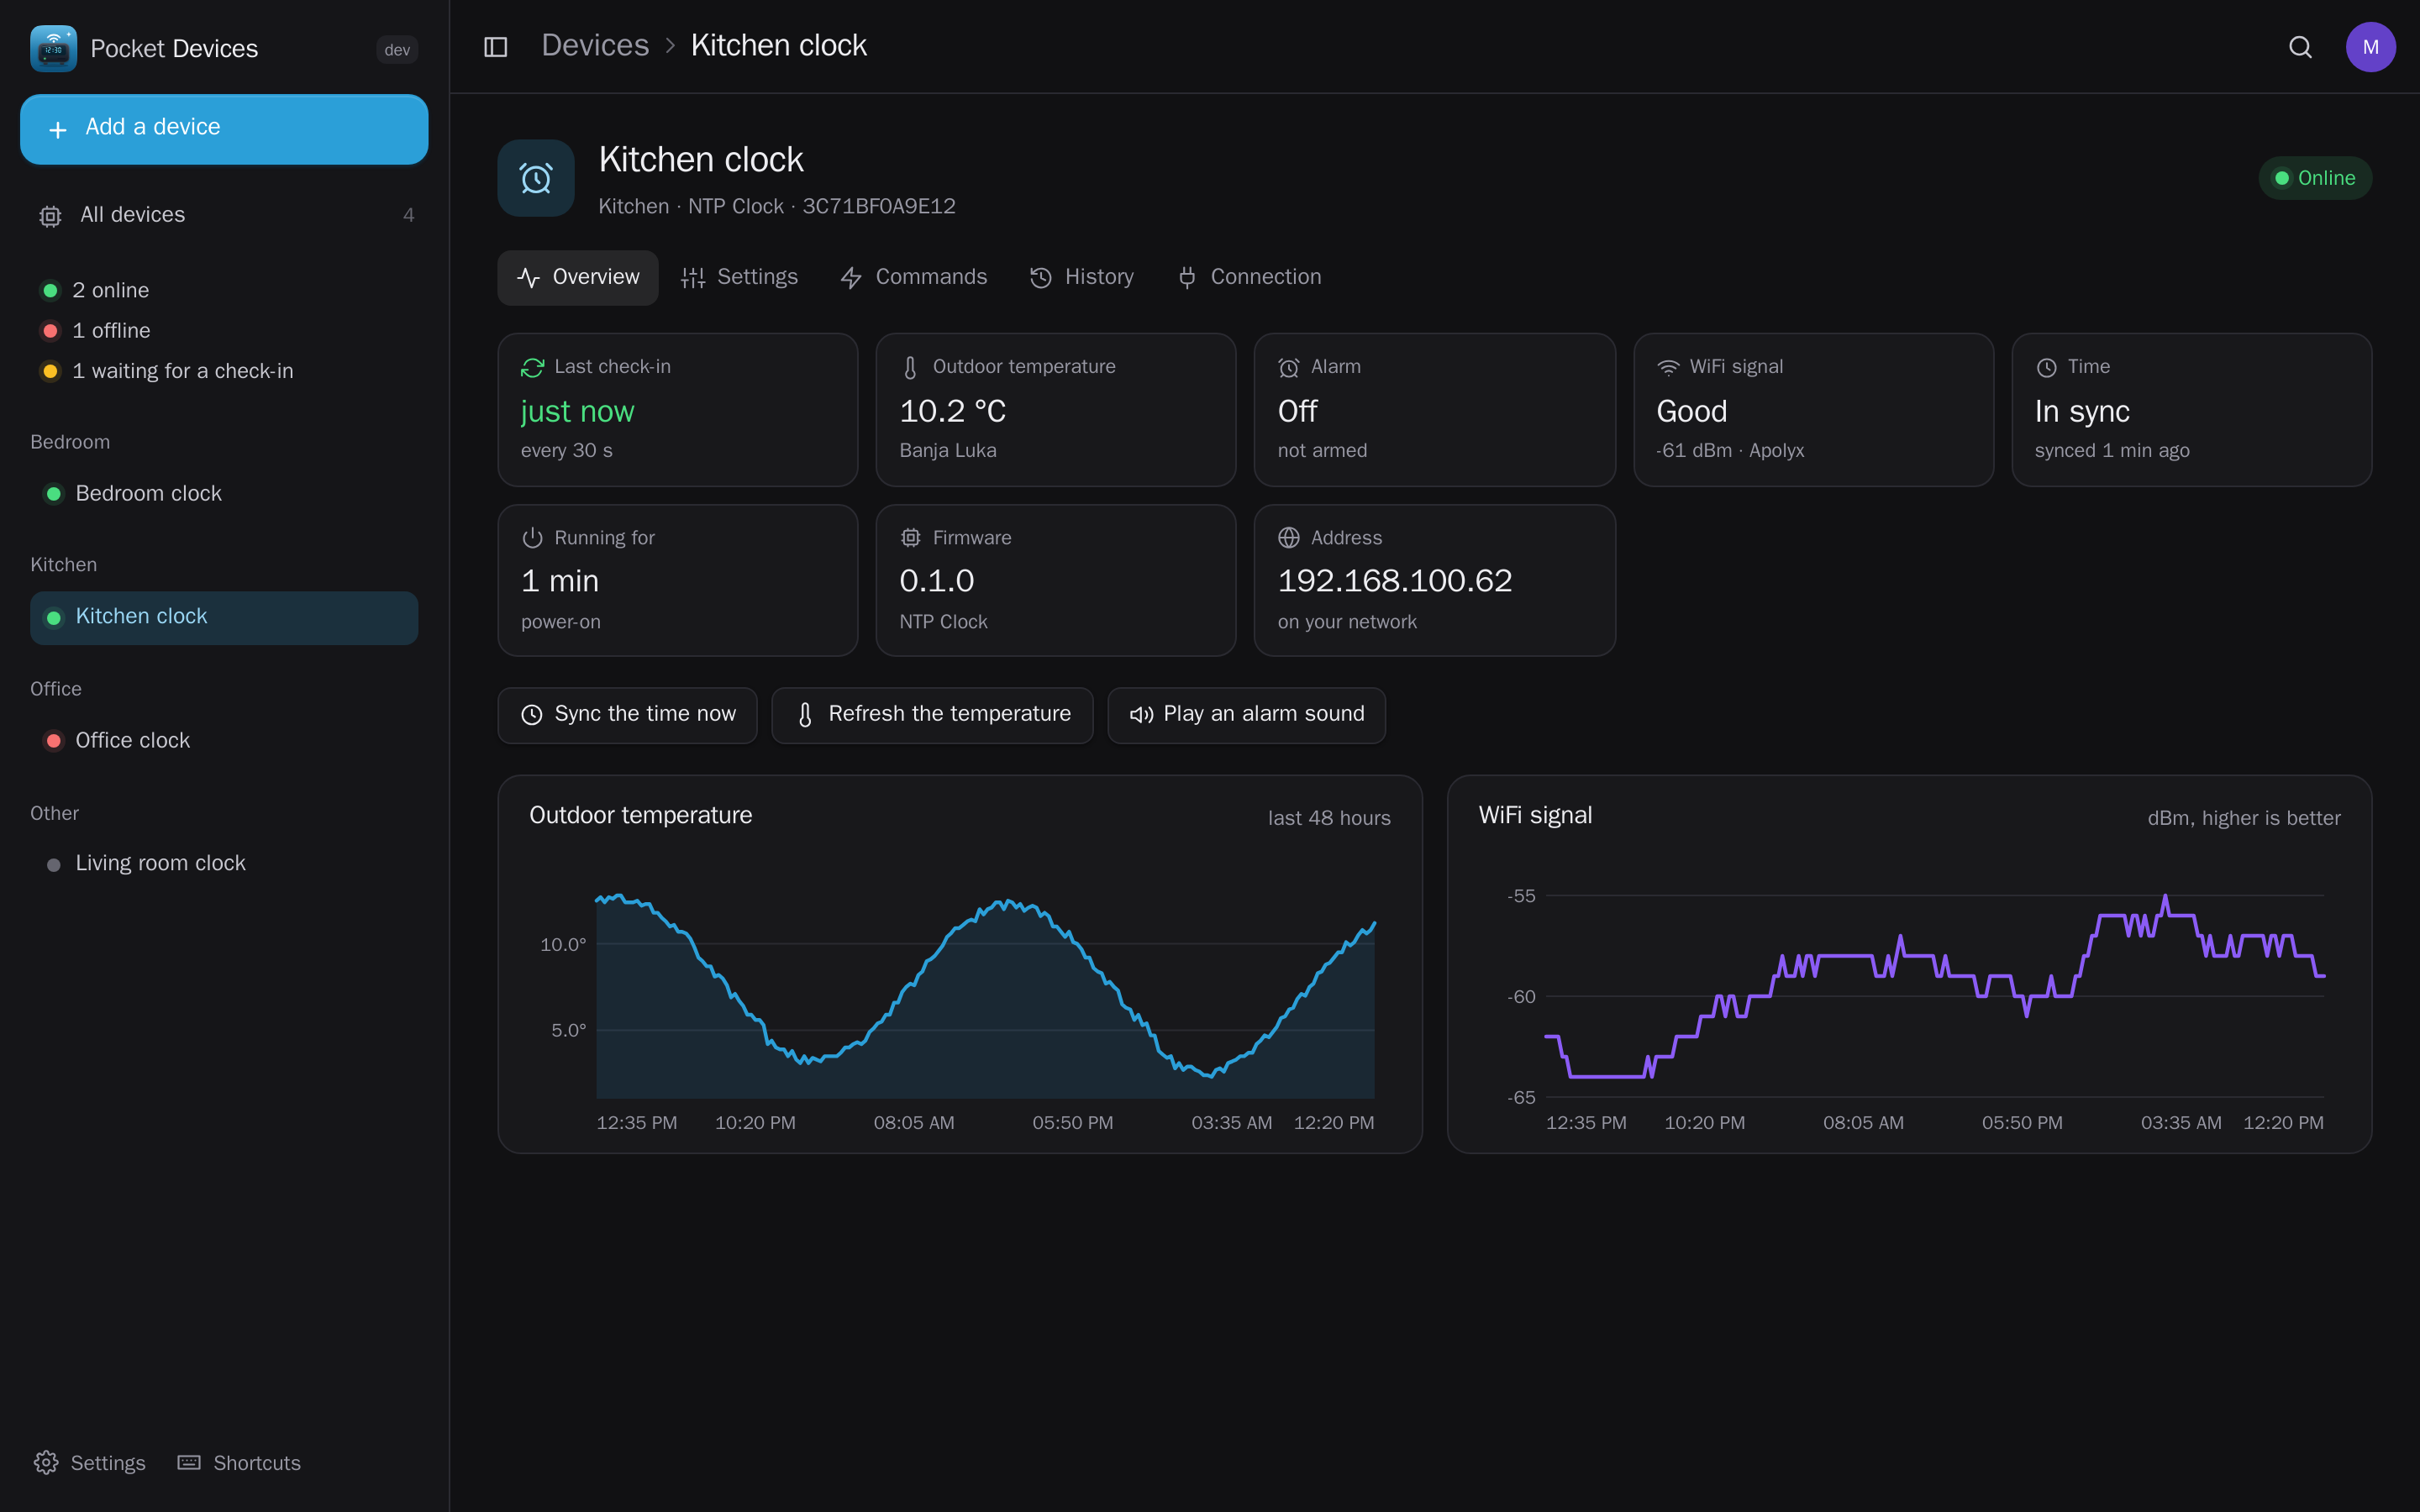 12:30
Pocket Devices
dev
Add a device
All devices
4
2 online
1 offline
1 waiting for a check-in
Bedroom
Bedroom clock
Kitchen
Kitchen clock
Office
Office clock
Other
Living room clock
Settings
Shortcuts
Devices > Kitchen clock
M
Kitchen clock
Kitchen · NTP Clock · 3C71BF0A9E12
Online
Overview
Settings
Commands
History
Connection
Last check-in
just now
every 30 s
Outdoor temperature
10.2 °C
Banja Luka
Alarm
Off
not armed
WiFi signal
Good
-61 dBm · Apolyx
Time
In sync
synced 1 min ago
Running for
1 min
power-on
Firmware
0.1.0
NTP Clock
Address
192.168.100.62
on your network
Sync the time now
Refresh the temperature
Play an alarm sound
Outdoor temperature
last 48 hours
10.0°
5.0°
12:35 PM
10:20 PM
08:05 AM
05:50 PM
03:35 AM
12:20 PM
WiFi signal
dBm, higher is better
-55
-60
-65
12:35 PM
10:20 PM
08:05 AM
05:50 PM
03:35 AM
12:20 PM